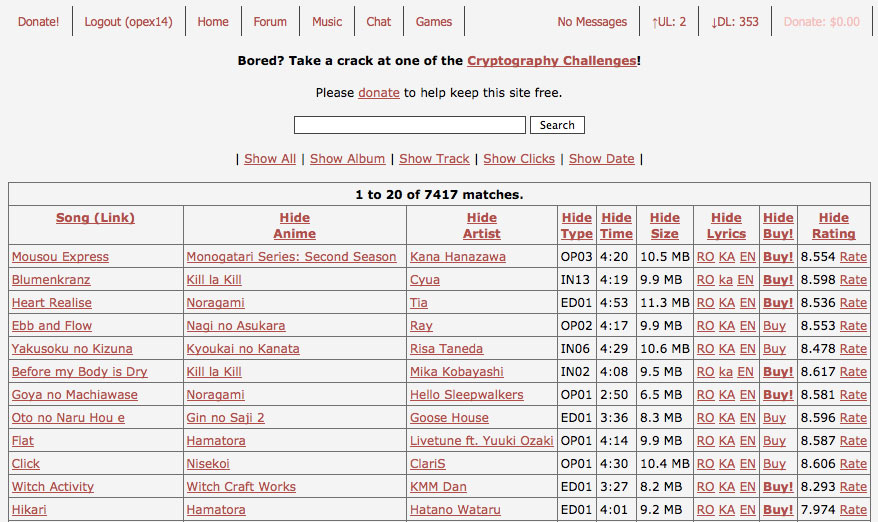 Donate! Logout (opex14) Home Forum Music Chat Games No Messages ↑UL: 2 ↓DL: 353 Donate: $0.00
Bored? Take a crack at one of the Cryptography Challenges!
Please donate to help keep this site free.
Search
| Show All | Show Album | Show Track | Show Clicks | Show Date |
1 to 20 of 7417 matches.
Song (Link) Hide Anime Hide Artist Hide Type Hide Time Hide Size Hide Lyrics Hide Buy! Hide Rating
Mousou Express Monogatari Series: Second Season Kana Hanazawa OP03 4:20 10.5 MB RO KA EN Buy! 8.554 Rate
Blumenkranz Kill la Kill Cyua IN13 4:19 9.9 MB RO ka EN Buy! 8.598 Rate
Heart Realise Noragami Tia ED01 4:53 11.3 MB RO KA EN Buy! 8.536 Rate
Ebb and Flow Nagi no Asukara Ray OP02 4:17 9.9 MB RO KA EN Buy 8.553 Rate
Yakusoku no Kizuna Kyoukai no Kanata Risa Taneda IN06 4:29 10.6 MB RO KA EN Buy 8.478 Rate
Before my Body is Dry Kill la Kill Mika Kobayashi IN02 4:08 9.5 MB RO ka EN Buy! 8.617 Rate
Goya no Machiawase Noragami Hello Sleepwalkers OP01 2:50 6.5 MB RO KA EN Buy! 8.581 Rate
Oto no Naru Hou e Gin no Saji 2 Goose House ED01 3:36 8.3 MB RO KA EN Buy 8.596 Rate
Flat Hamatora Livetune ft. Yuuki Ozaki OP01 4:14 9.9 MB RO KA EN Buy 8.587 Rate
Click Nisekoi ClariS OP01 4:30 10.4 MB RO KA EN Buy 8.606 Rate
Witch Activity Witch Craft Works KMM Dan ED01 3:27 8.2 MB RO KA EN Buy! 8.293 Rate
Hikari Hamatora Hatano Wataru ED01 4:01 9.2 MB RO KA EN Buy! 7.974 Rate